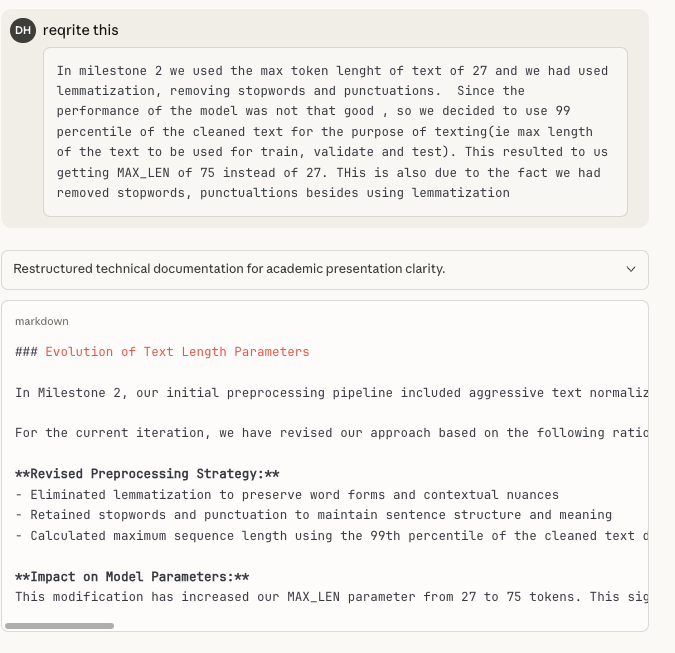 DH reqrite this
In milestone 2 we used the max token lenght of text of 27 and we had used
lemmatization, removing stopwords and punctuations.  Since the
performance of the model was not that good , so we decided to use 99
percentile of the cleaned text for the purpose of texting(ie max length
of the text to be used for train, validate and test). This resulted to us
getting MAX_LEN of 75 instead of 27. THis is also due to the fact we had
removed stopwords, punctualtions besides using lemmatization
Restructured technical documentation for academic presentation clarity.
markdown
### Evolution of Text Length Parameters
In Milestone 2, our initial preprocessing pipeline included aggressive text normaliz
For the current iteration, we have revised our approach based on the following ratio
**Revised Preprocessing Strategy:**
- Eliminated lemmatization to preserve word forms and contextual nuances
- Retained stopwords and punctuation to maintain sentence structure and meaning
- Calculated maximum sequence length using the 99th percentile of the cleaned text d
**Impact on Model Parameters:**
This modification has increased our MAX_LEN parameter from 27 to 75 tokens. This sig